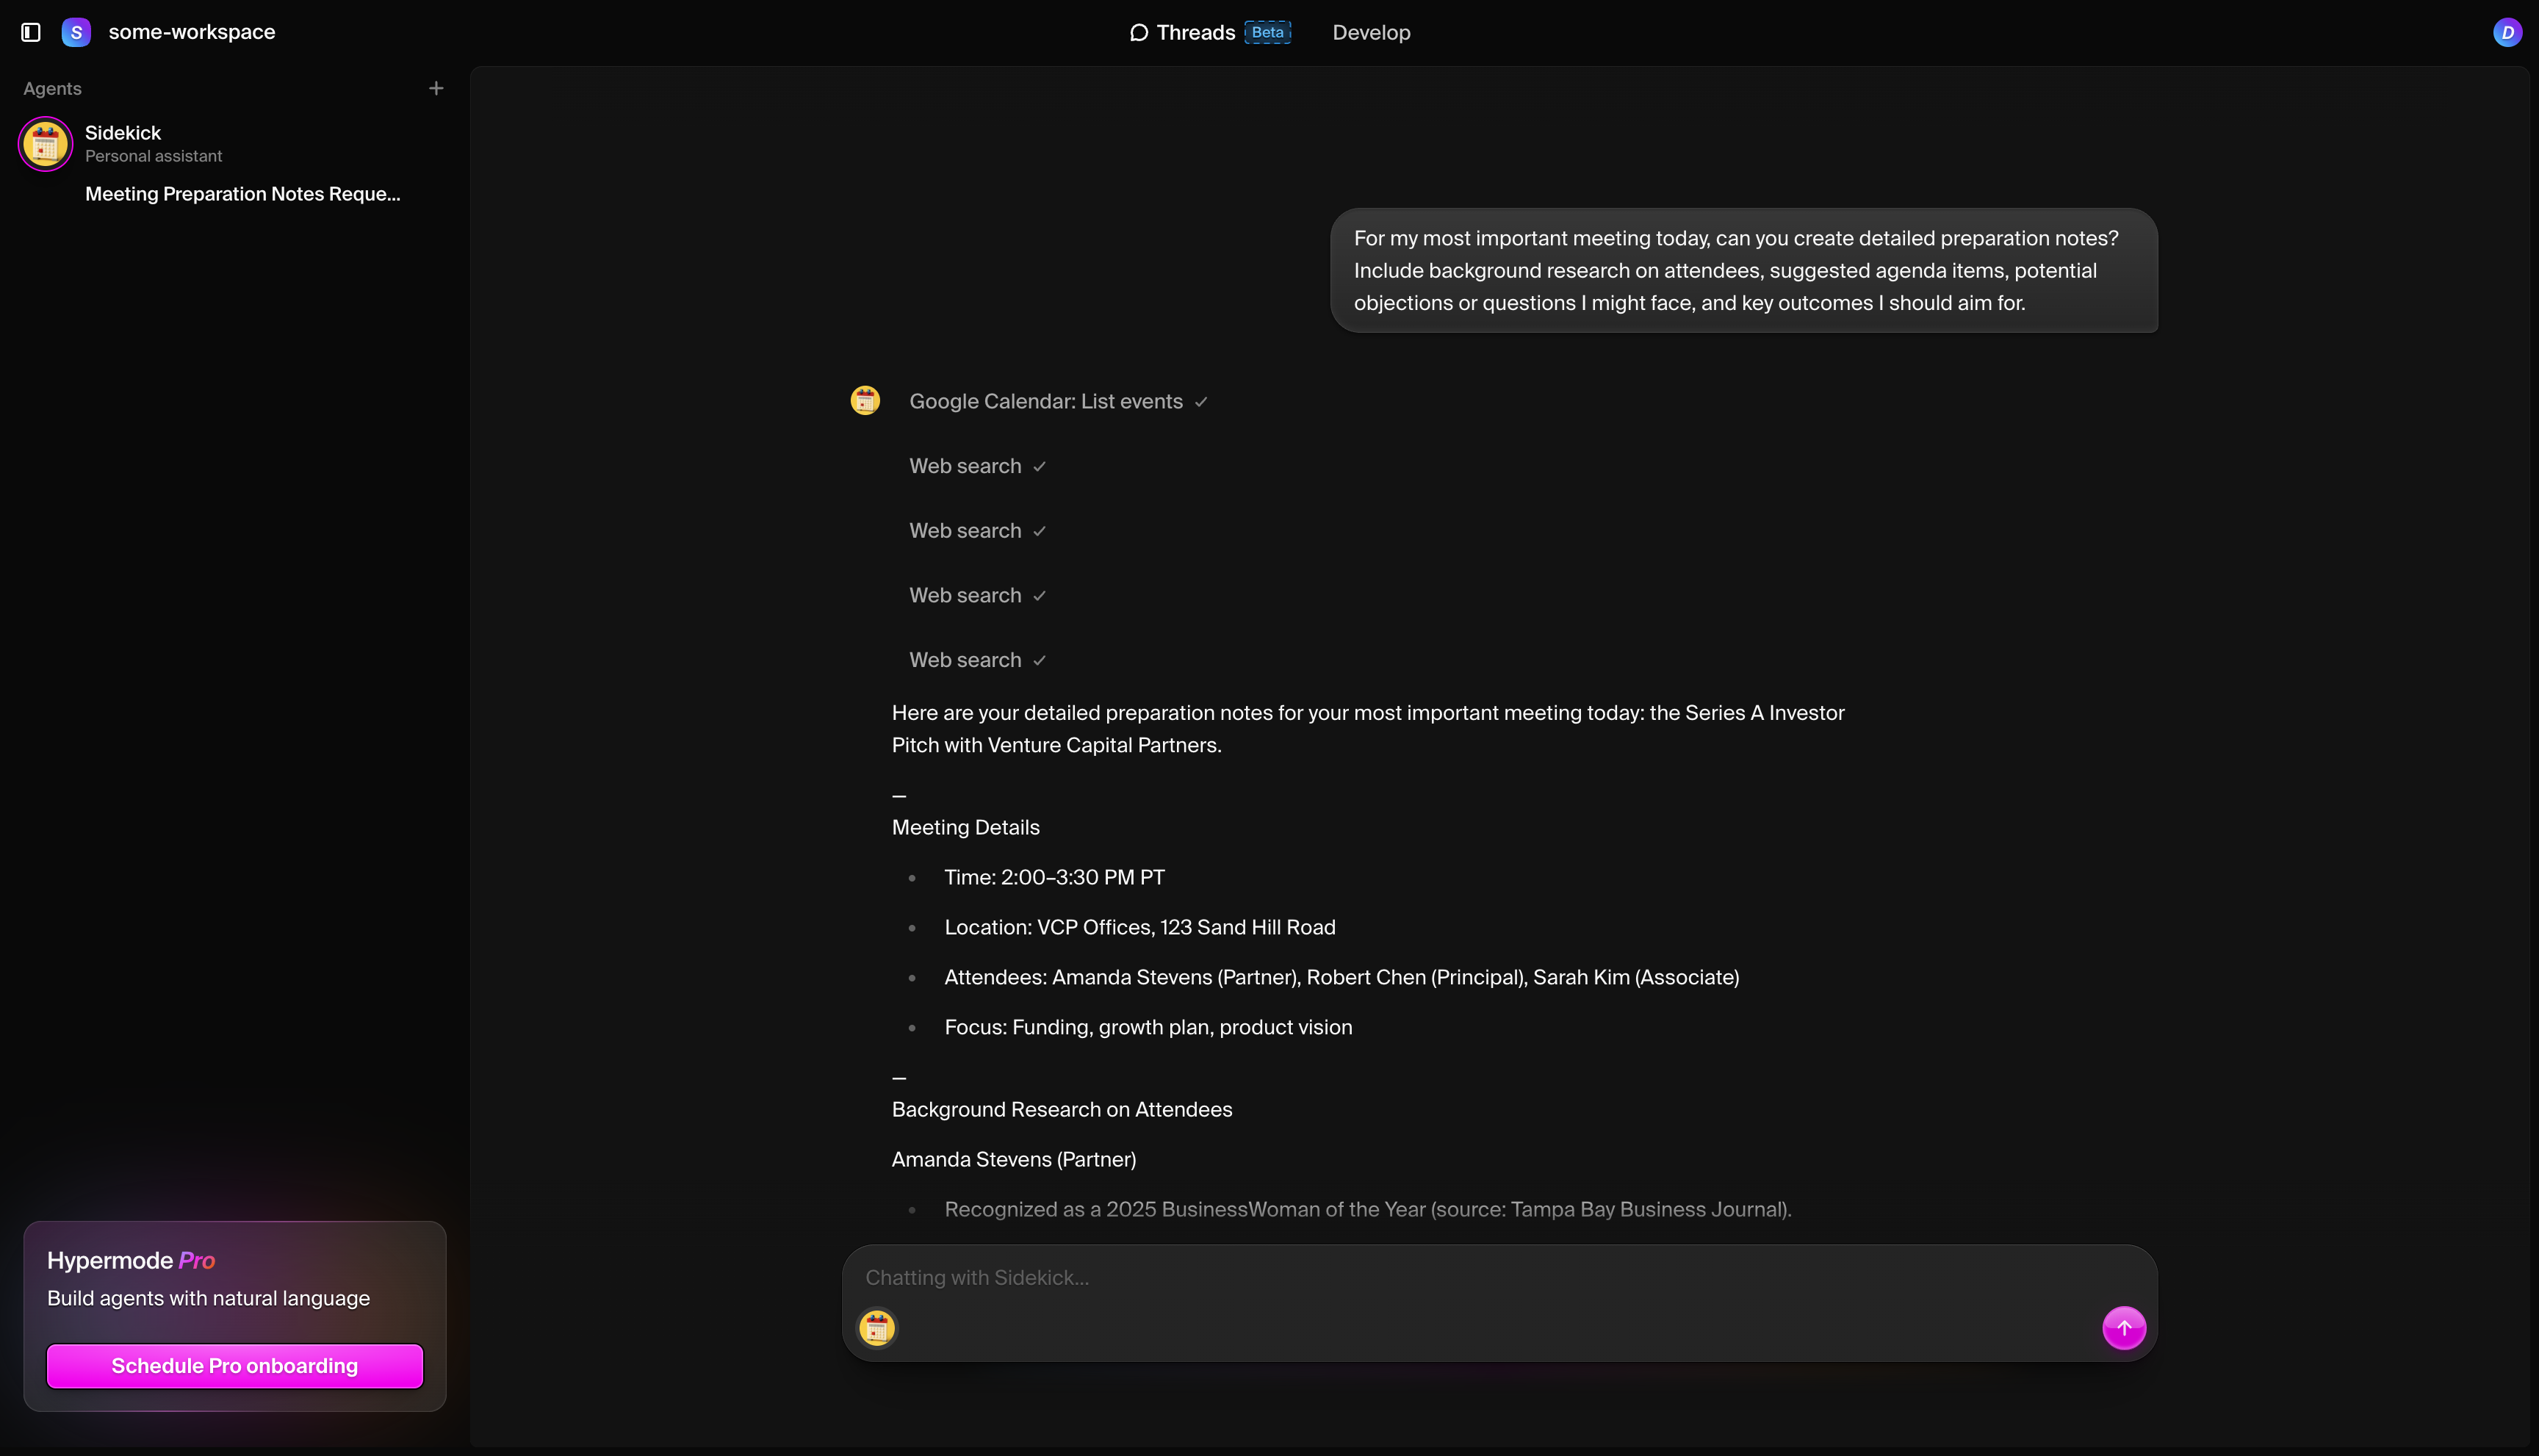 S some-workspace
Threads Beta
Develop
D
Agents
Sidekick
Personal assistant
Meeting Preparation Notes Reque...
For my most important meeting today, can you create detailed preparation notes?
Include background research on attendees, suggested agenda items, potential
objections or questions I might face, and key outcomes I should aim for.
Google Calendar: List events
Web search
Web search
Web search
Web search
Here are your detailed preparation notes for your most important meeting today: the Series A Investor
Pitch with Venture Capital Partners.
—
Meeting Details
• Time: 2:00–3:30 PM PT
• Location: VCP Offices, 123 Sand Hill Road
• Attendees: Amanda Stevens (Partner), Robert Chen (Principal), Sarah Kim (Associate)
• Focus: Funding, growth plan, product vision
—
Background Research on Attendees
Amanda Stevens (Partner)
• Recognized as a 2025 BusinessWoman of the Year (source: Tampa Bay Business Journal).
Chatting with Sidekick...
Hypermode Pro
Build agents with natural language
Schedule Pro onboarding